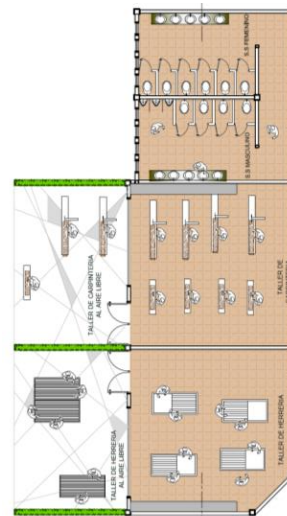 S.S FEMENINO
S.S MASCULINO
TALLER DE CARPINTERIA
AL AIRE LIBRE
TALLER DE
TALLER DE HERRERIA
AL AIRE LIBRE
TALLER DE HERRERIA